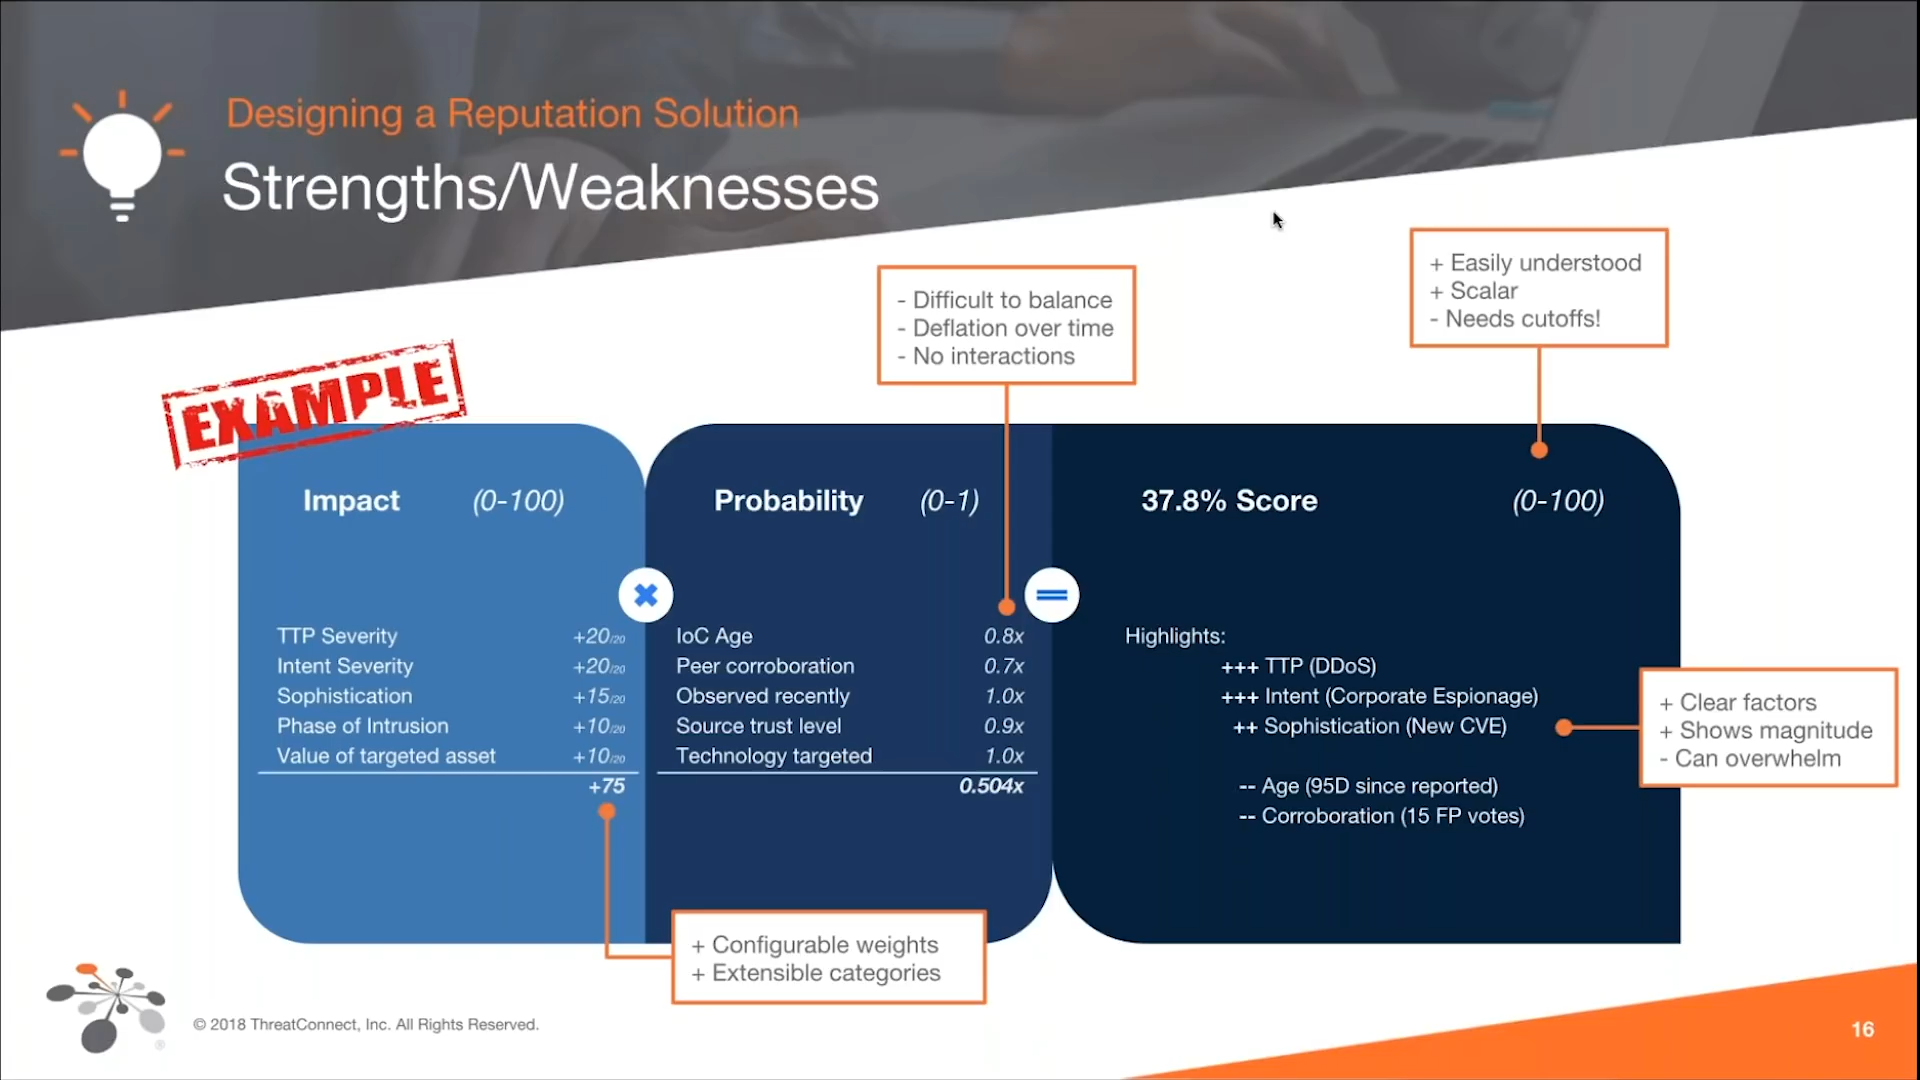 Designing a Reputation Solution
Strengths/Weaknesses
- Difficult to balance
- Deflation over time
- No interactions
+ Easily understood
+ Scalar
- Needs cutoffs!
EXAMPLE
Impact (0-100)
TTP Severity +20/20
Intent Severity +20/20
Sophistication +15/20
Phase of Intrusion +10/20
Value of targeted asset +10/20
+75
Probability (0-1)
IoC Age 0.8x
Peer corroboration 0.7x
Observed recently 1.0x
Source trust level 0.9x
Technology targeted 1.0x
0.504x
37.8% Score (0-100)
Highlights:
+++ TTP (DDoS)
+++ Intent (Corporate Espionage)
++ Sophistication (New CVE)
-- Age (95D since reported)
-- Corroboration (15 FP votes)
+ Clear factors
+ Shows magnitude
- Can overwhelm
+ Configurable weights
+ Extensible categories
®
© 2018 ThreatConnect, Inc. All Rights Reserved.
16